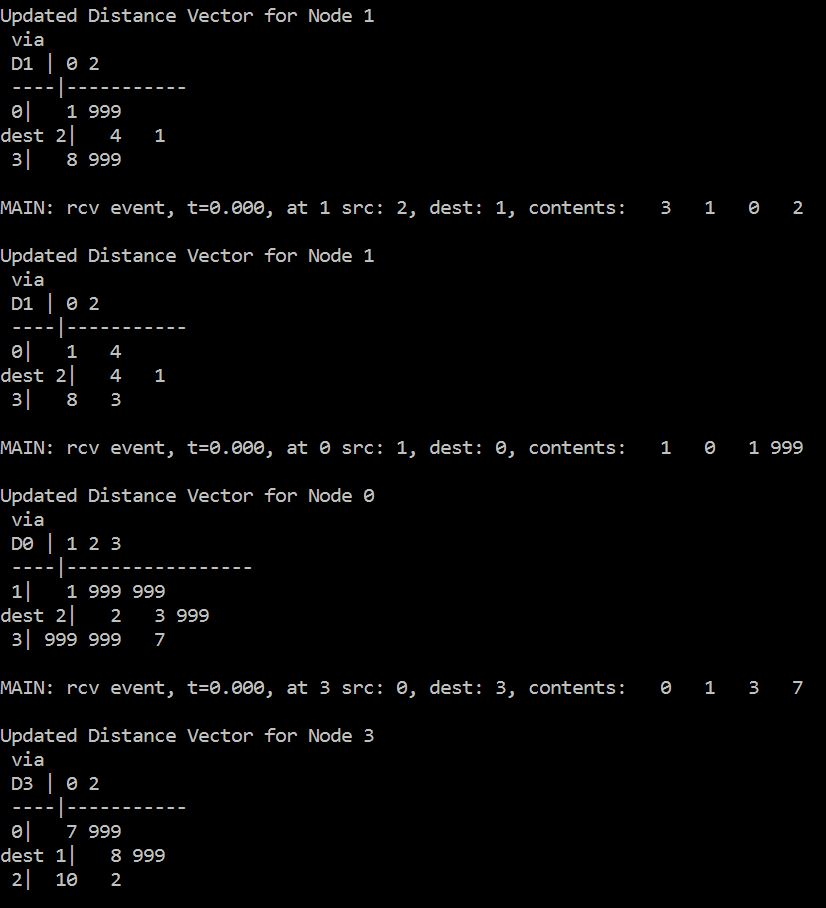 Updated Distance Vector for Node 1
 via
 D1 | 0 2
 ----|-----------
 0|   1 999
dest 2|   4   1
 3|   8 999

MAIN: rcv event, t=0.000, at 1 src: 2, dest: 1, contents:   3   1   0   2

Updated Distance Vector for Node 1
 via
 D1 | 0 2
 ----|-----------
 0|   1   4
dest 2|   4   1
 3|   8   3

MAIN: rcv event, t=0.000, at 0 src: 1, dest: 0, contents:   1   0   1 999

Updated Distance Vector for Node 0
 via
 D0 | 1 2 3
 ----|-----------------
 1|   1 999 999
dest 2|   2   3 999
 3| 999 999   7

MAIN: rcv event, t=0.000, at 3 src: 0, dest: 3, contents:   0   1   3   7

Updated Distance Vector for Node 3
 via
 D3 | 0 2
 ----|-----------
 0|   7 999
dest 1|   8 999
 2|  10   2